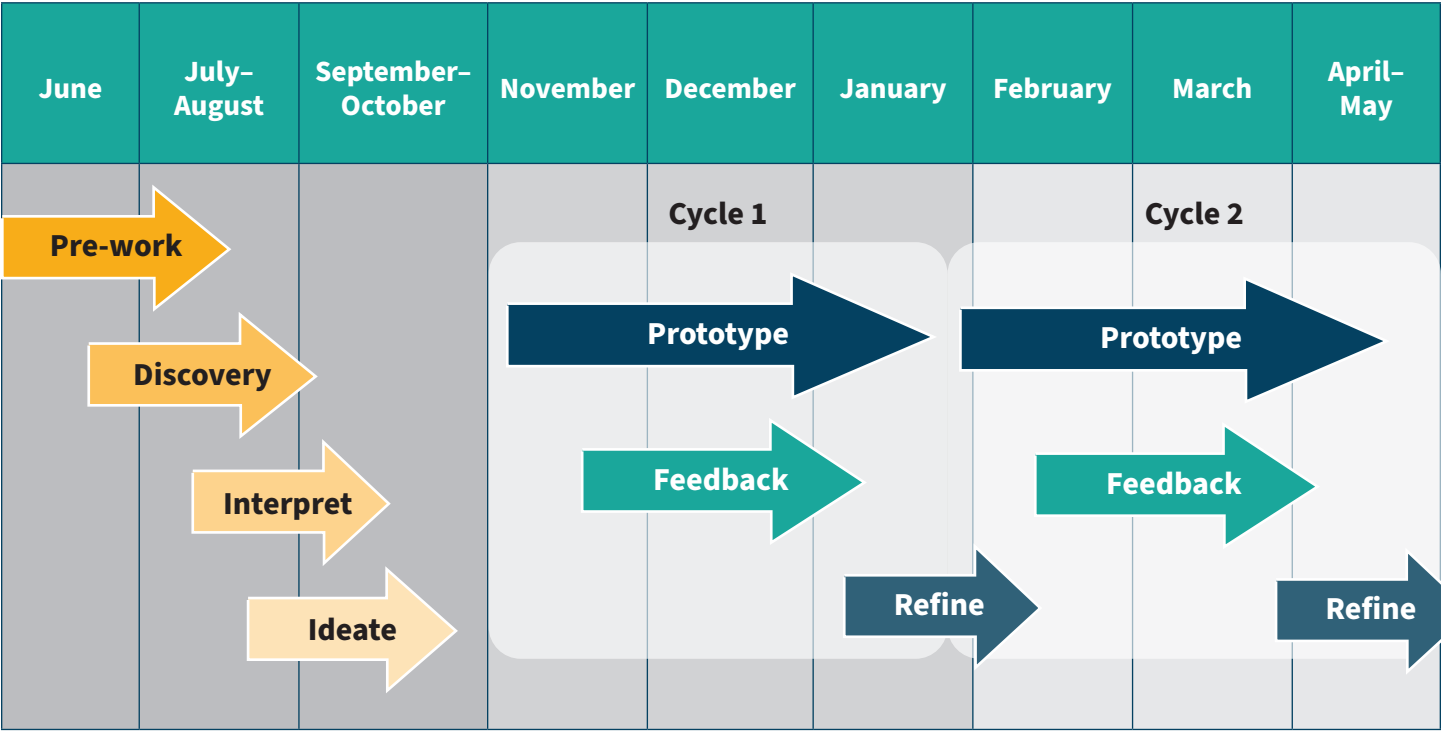 June
July–
August
September–
October
November
December
January
February
March
April–
May
Cycle 1
Cycle 2
Pre-work
Discovery
Interpret
Ideate
Prototype
Prototype
Feedback
Feedback
Refine
Refine